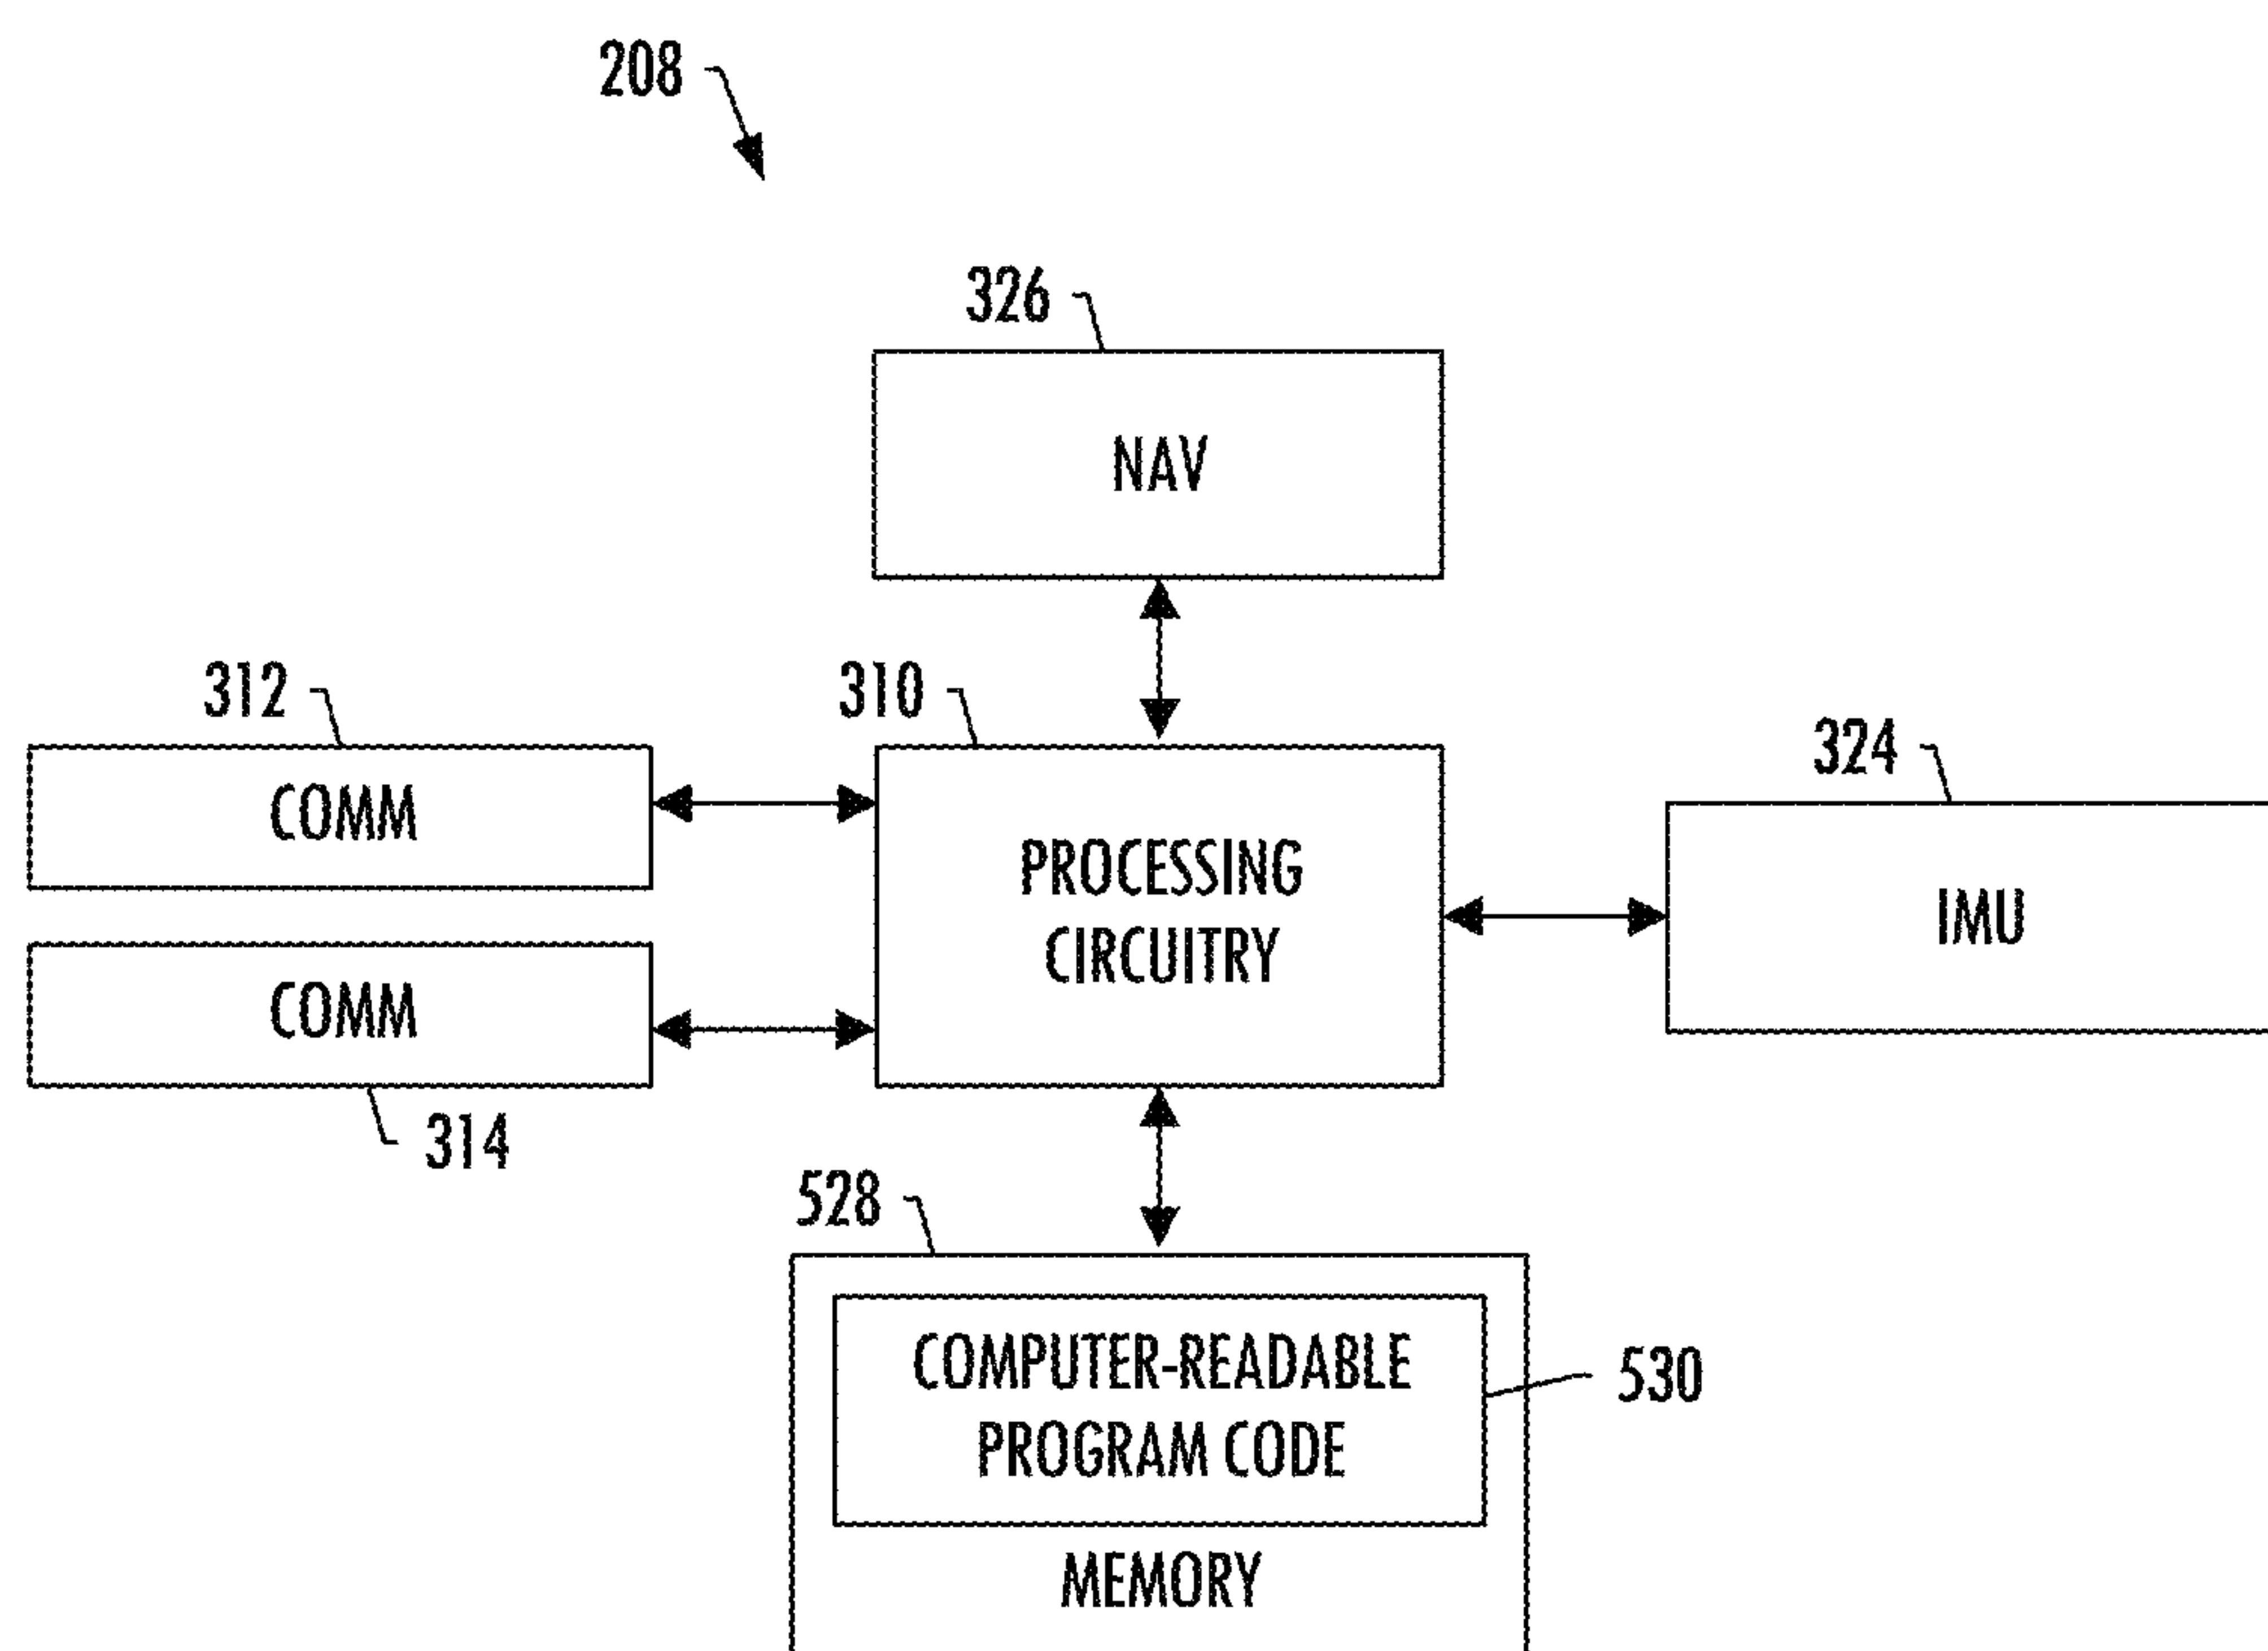 208
326
NAV
312
310
324
COMM
PROCESSING
CIRCUITRY
IMU
COMM
314
528
COMPUTER-READABLE
PROGRAM CODE
530
MEMORY